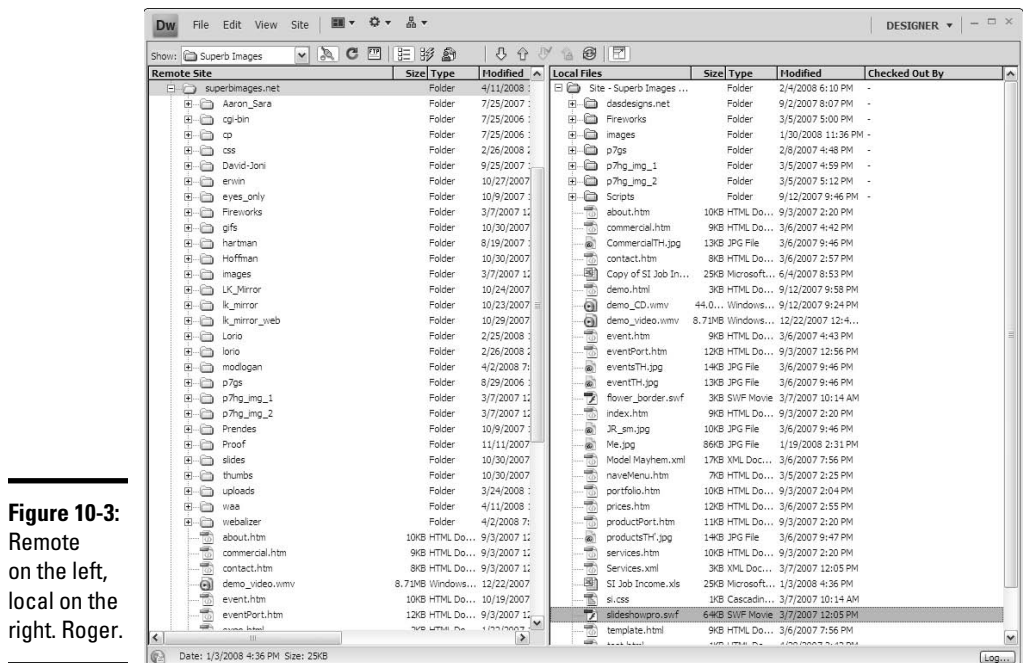 Dw File Edit View Site DESIGNER
Show: Superb Images
Remote Site Size Type Modified
superbimages.net Folder 4/11/2008
Aaron_Sara Folder 7/25/2007
cgi-bin Folder 7/25/2006
cp Folder 7/25/2006
css Folder 2/26/2008
David-Joni Folder 9/25/2007
erwin Folder 10/27/2007
eyes_only Folder 10/9/2007
Fireworks Folder 3/7/2007 12
gifs Folder 10/30/2007
hartman Folder 8/19/2007
Hoffman Folder 10/30/2007
images Folder 3/7/2007 12
LK_Mirror Folder 10/24/2007
lk_mirror Folder 10/23/2007
lk_mirror_web Folder 10/29/2007
Lorio Folder 2/25/2008
lorio Folder 2/26/2008
modlogan Folder 4/2/2008 7:
p7gs Folder 8/29/2006
p7hg_img_1 Folder 3/7/2007 12
p7hg_img_2 Folder 3/7/2007 12
Prendes Folder 10/9/2007
Proof Folder 11/11/2007
slides Folder 10/30/2007
thumbs Folder 10/30/2007
uploads Folder 3/24/2008
waa Folder 4/11/2008
webalizer Folder 4/2/2008 7:
about.htm 10KB HTML Do... 9/3/2007 12
commercial.htm 9KB HTML Do... 9/3/2007 12
contact.htm 8KB HTML Do... 9/3/2007 12
demo_video.wmv 8.71MB Windows... 12/22/2007
event.htm 10KB HTML Do... 10/19/2007
eventPort.htm 12KB HTML Do... 9/3/2007 12
Local Files Size Type Modified Checked Out By
Site - Superb Images ... Folder 2/4/2008 6:10 PM -
dasdesigns.net Folder 9/2/2007 8:07 PM -
Fireworks Folder 3/5/2007 5:00 PM -
images Folder 1/30/2008 11:36 PM -
p7gs Folder 2/8/2007 4:48 PM -
p7hg_img_1 Folder 3/5/2007 4:59 PM -
p7hg_img_2 Folder 3/5/2007 5:12 PM -
Scripts Folder 9/12/2007 9:46 PM -
about.htm 10KB HTML Do... 9/3/2007 2:20 PM
commercial.htm 9KB HTML Do... 3/6/2007 4:42 PM
CommercialTH.jpg 13KB JPG File 3/6/2007 9:46 PM
contact.htm 8KB HTML Do... 3/6/2007 2:57 PM
Copy of SI Job In... 25KB Microsoft... 6/4/2007 8:53 PM
demo.html 3KB HTML Do... 9/12/2007 9:58 PM
demo_CD.wmv 44.0... Windows... 9/12/2007 9:24 PM
demo_video.wmv 8.71MB Windows... 12/22/2007 12:4...
event.htm 9KB HTML Do... 3/6/2007 4:43 PM
eventPort.htm 12KB HTML Do... 9/3/2007 12:56 PM
eventsTH.jpg 14KB JPG File 3/6/2007 9:46 PM
eventTH.jpg 13KB JPG File 3/6/2007 9:46 PM
flower_border.swf 3KB SWF Movie 3/7/2007 10:14 AM
index.htm 9KB HTML Do... 9/3/2007 2:20 PM
JR_sm.jpg 10KB JPG File 3/6/2007 9:46 PM
Me.jpg 86KB JPG File 1/19/2008 2:31 PM
Model Mayhem.xml 17KB XML Doc... 3/6/2007 7:56 PM
naveMenu.htm 7KB HTML Do... 3/5/2007 2:25 PM
portfolio.htm 10KB HTML Do... 9/3/2007 2:04 PM
prices.htm 12KB HTML Do... 3/6/2007 2:55 PM
productPort.htm 11KB HTML Do... 9/3/2007 2:20 PM
productsTH'.jpg 14KB JPG File 3/6/2007 9:47 PM
services.htm 10KB HTML Do... 9/3/2007 2:20 PM
Services.xml 3KB XML Doc... 3/7/2007 12:05 PM
SI Job Income.xls 25KB Microsoft... 1/3/2008 4:36 PM
si.css 1KB Cascadin... 3/7/2007 10:14 AM
slideshowpro.swf 64KB SWF Movie 3/7/2007 12:05 PM
template.html 9KB HTML Do... 3/6/2007 7:56 PM
Date: 1/3/2008 4:36 PM Size: 25KB Log...
Figure 10-3:
Remote
on the left,
local on the
right. Roger.